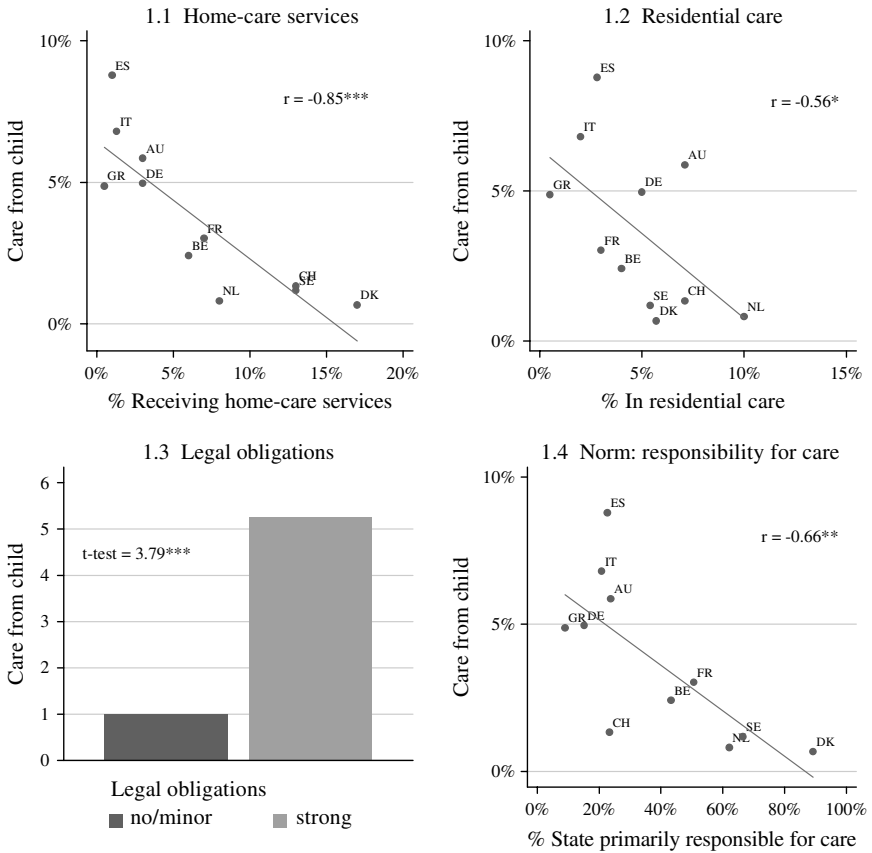 1.1 Home-care services
10%
5%
0%
Care from child
ES
IT
AU
DE
GR
FR
BE
NL
CH
SE
DK
r = -0.85***
0%
5%
10%
15%
20%
% Receiving home-care services
1.2 Residential care
10%
5%
0%
Care from child
ES
IT
AU
DE
GR
FR
BE
SE
CH
DK
NL
r = -0.56*
0%
5%
10%
15%
% In residential care
1.3 Legal obligations
6
5
4
3
2
1
0
Care from child
t-test = 3.79***
Legal obligations
no/minor
strong
1.4 Norm: responsibility for care
10%
5%
0%
Care from child
ES
IT
AU
GR
DE
FR
BE
CH
SE
NL
DK
r = -0.66**
0%
20%
40%
60%
80%
100%
% State primarily responsible for care